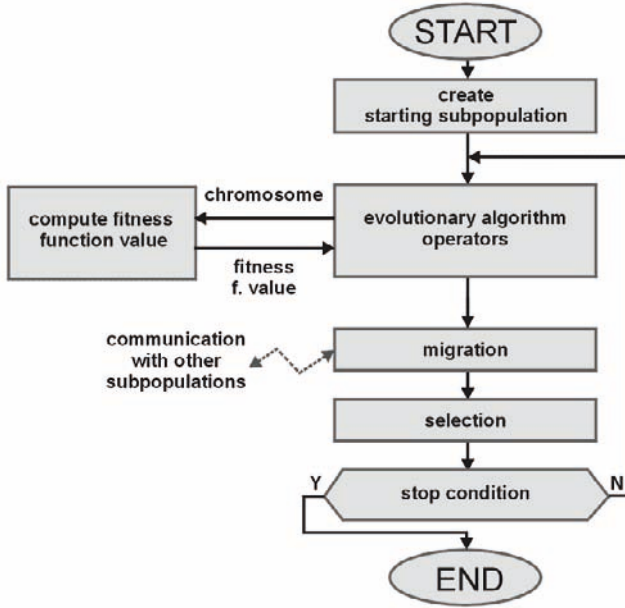 START
create
starting subpopulation
chromosome
compute fitness
function value
evolutionary algorithm
operators
fitness
f. value
communication
with other
subpopulations
migration
selection
Y
stop condition
N
END